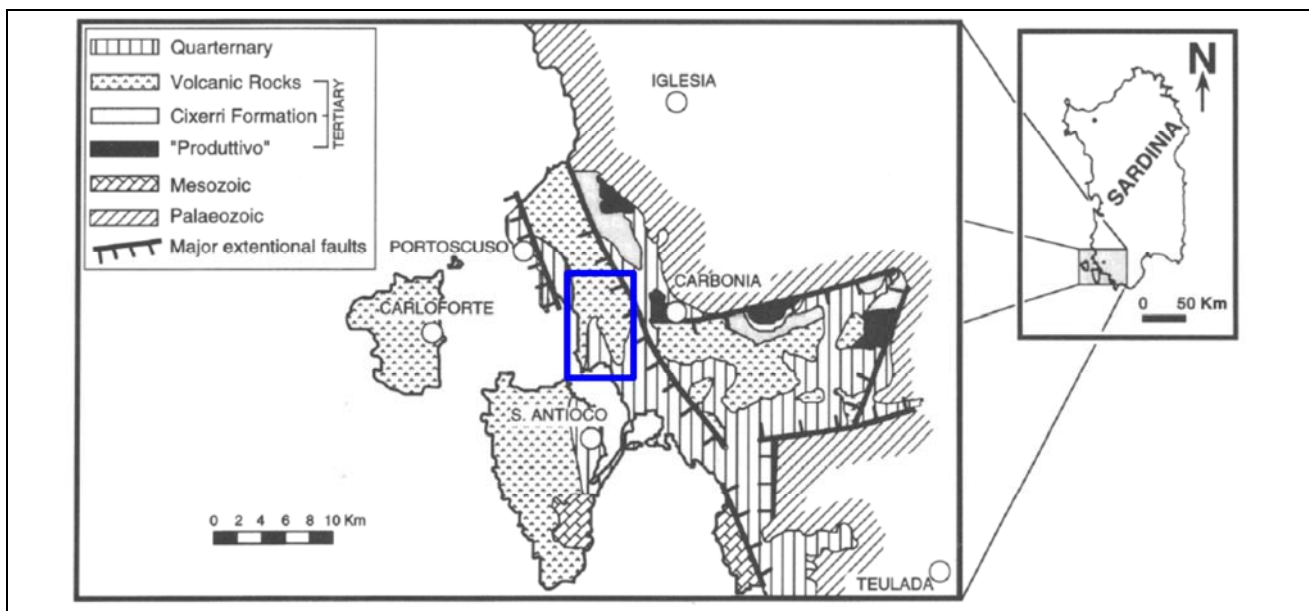 Quarternary
Volcanic Rocks
Cixerri Formation
"Produttivo"
TERTIARY
Mesozoic
Palaeozoic
Major extentional faults
IGLESIA
PORTOSCUSO
CARLOFORTE
CARBONIA
S. ANTIOCO
TEULADA
0 2 4 6 8 10 Km
N
SARDINIA
0 50 Km